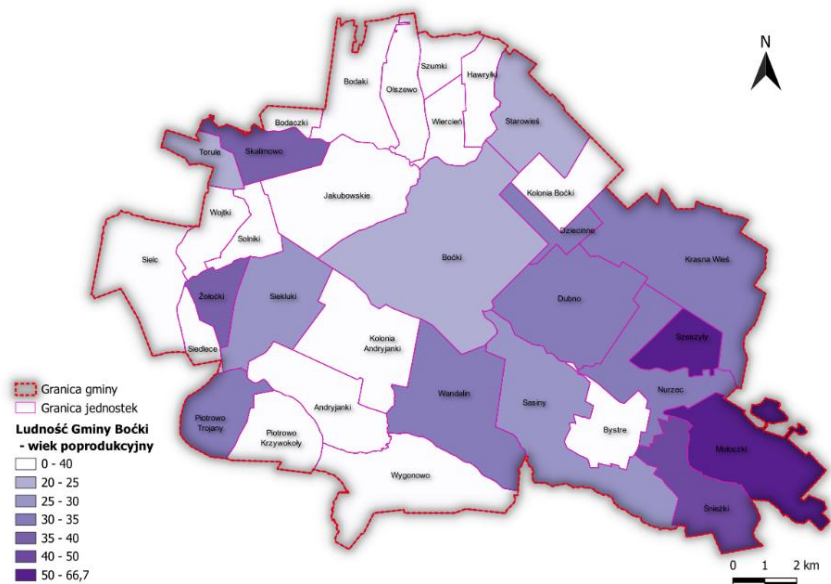 N
Szumki
Bodaki
Olszewo
Hawryłki
Bodaczki
Wiercień
Starowieś
Torule
Skalimowo
Kolonia Boćki
Jakubowskie
Wojtki
Dziecinne
Solniki
Sielc
Boćki
Krasna Wieś
Żołoćki
Siekluki
Dubno
Kolonia
Andryjanki
Szeszyły
Siedlece
Granica gminy
Granica jednostek
Nurzec
Wandalin
Sasiny
Piotrowo
Trojany
Andryjanki
Bystre
Piotrowo
Krzywokoły
Mołoczki
Ludność Gminy Boćki
- wiek poprodukcyjny
0 - 40
20 - 25
25 - 30
30 - 35
35 - 40
40 - 50
50 - 66,7
Wygonowo
Śnieżki
0 1 2 km